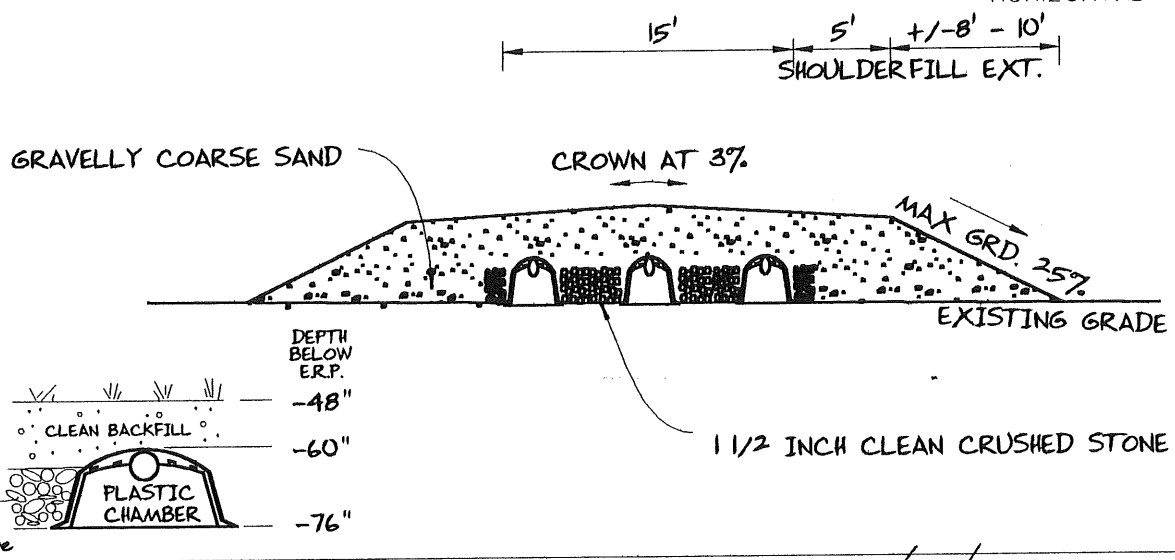 15'
5'
+/-8' - 10'
SHOULDER FILL EXT.
GRAVELLY COARSE SAND
CROWN AT 3%
MAX GRD. 25%
EXISTING GRADE
DEPTH
BELOW
E.R.P.
-48"
CLEAN BACKFILL
-60"
1 1/2 INCH CLEAN CRUSHED STONE
PLASTIC
CHAMBER
-76"